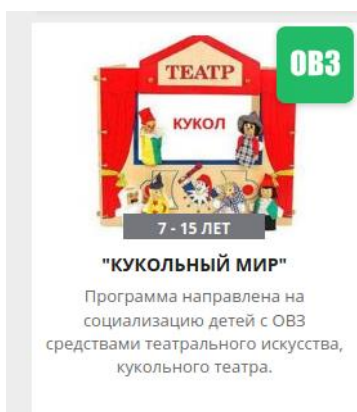 ОВЗ
ТЕАТР
КУКОЛ
7 - 15 ЛЕТ
"КУКОЛЬНЫЙ МИР"
Программа направлена на
социализацию детей с ОВЗ
средствами театрального искусства,
кукольного театра.